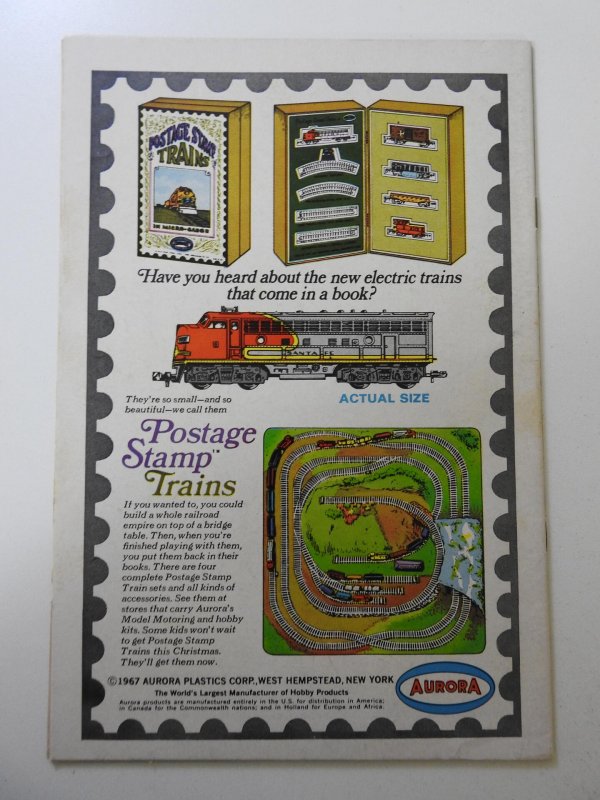 POSTAGE STAMP
TRAINS
IN MICRO-GAUGE
Have you heard about the new electric trains
that come in a book?
SANTA FE
They're so small—and so
beautiful—we call them
ACTUAL SIZE
Postage
Stamp™
Trains
If you wanted to, you could
build a whole railroad
empire on top of a bridge
table. Then, when you're
finished playing with them,
you put them back in their
books. There are four
complete Postage Stamp
Train sets and all kinds of
accessories. See them at
stores that carry Aurora's
Model Motoring and hobby
kits. Some kids won't wait
to get Postage Stamp
Trains this Christmas.
They'll get them now.
©1967 AURORA PLASTICS CORP., WEST HEMPSTEAD, NEW YORK
The World's Largest Manufacturer of Hobby Products
Aurora products are manufactured entirely in the U.S. for distribution in America;
in Canada for the Commonwealth nations; and in Holland for Europe and Africa.
AURORA